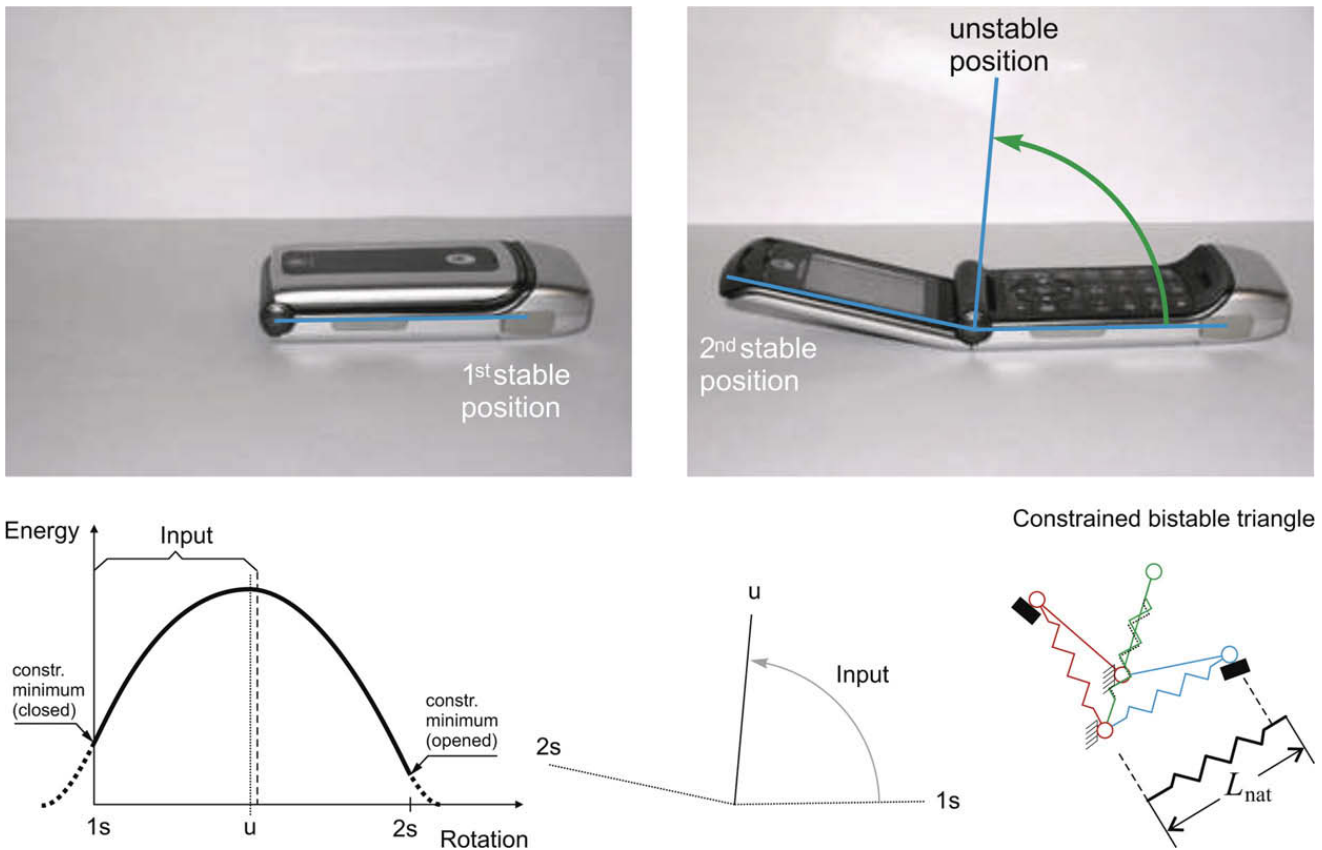 unstable
position
1st stable
position
2nd stable
position
Energy
Input
constr.
minimum
(closed)
constr.
minimum
(opened)
1s
u
2s
Rotation
u
Input
2s
1s
Constrained bistable triangle
Lnat